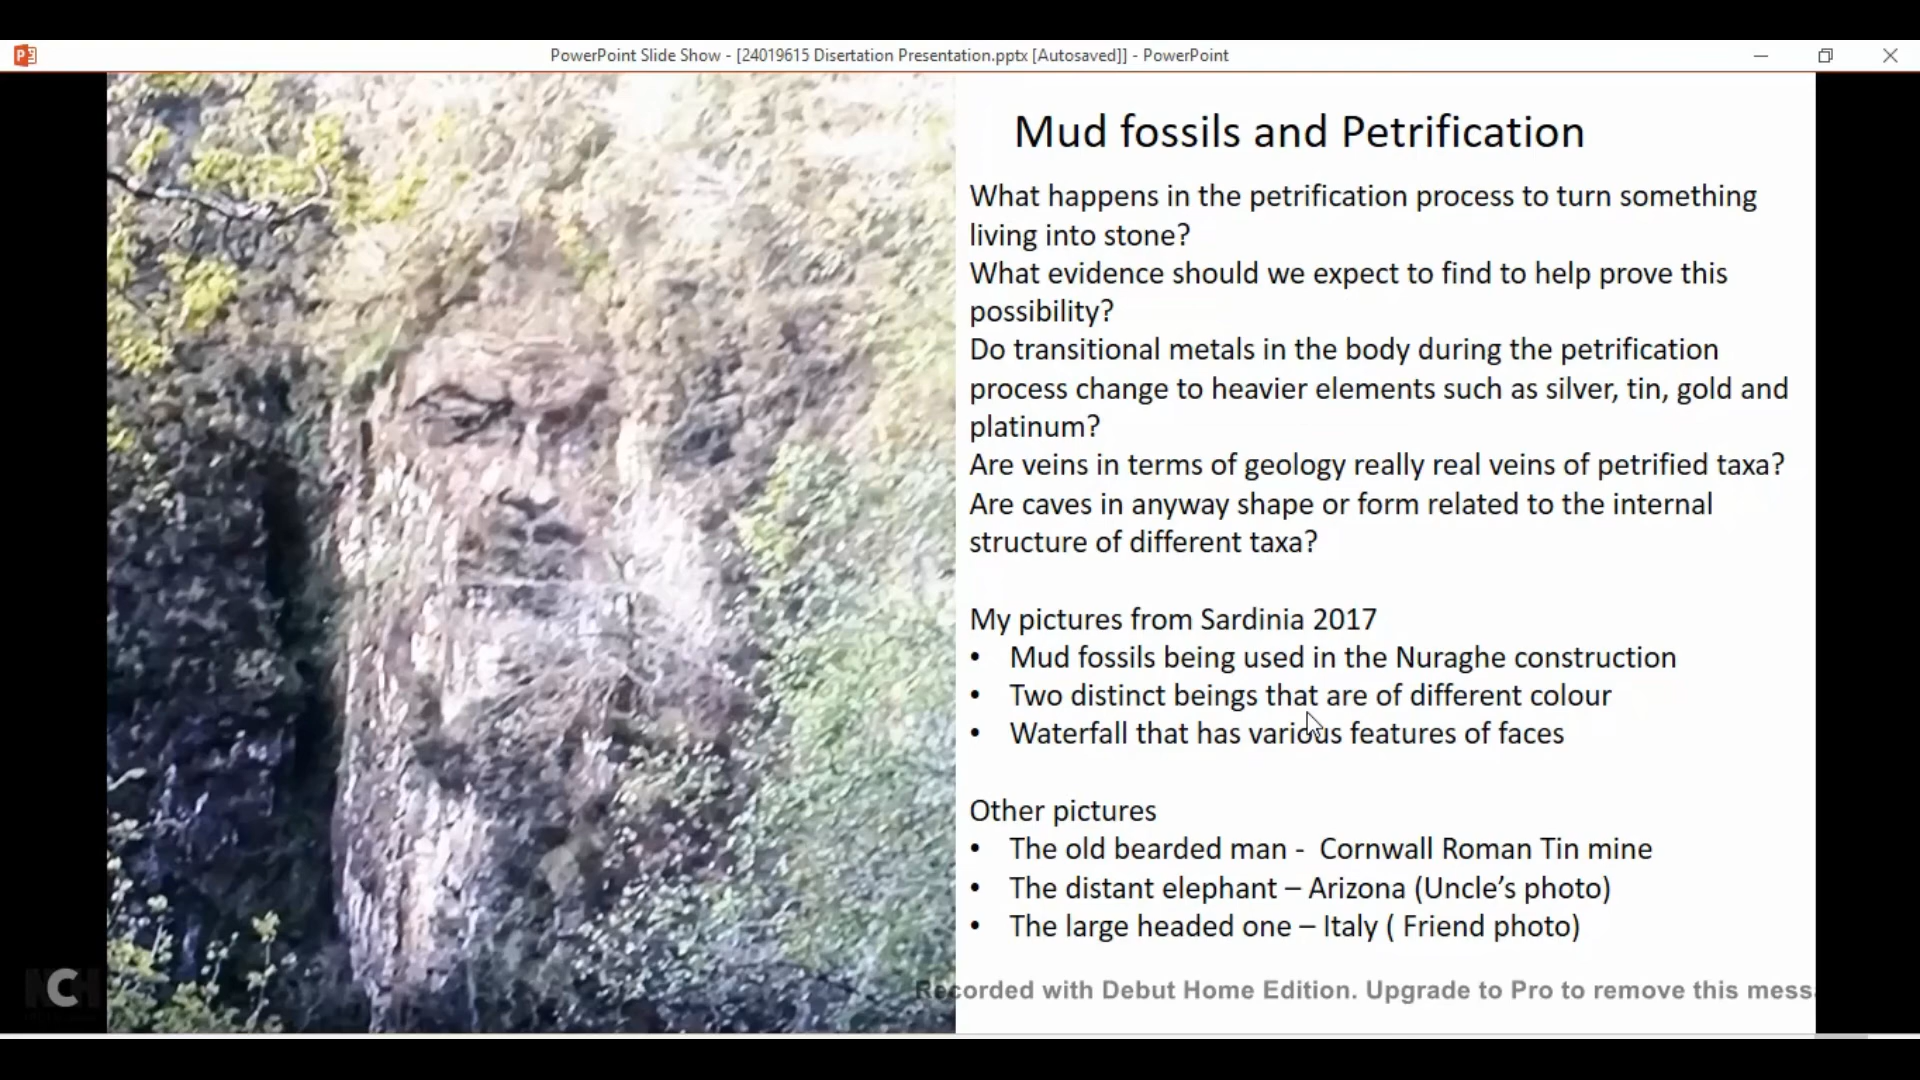 PowerPoint Slide Show - [24019615 Disertation Presentation.pptx [Autosaved]] - PowerPoint
Mud fossils and Petrification
What happens in the petrification process to turn something
living into stone?
What evidence should we expect to find to help prove this
possibility?
Do transitional metals in the body during the petrification
process change to heavier elements such as silver, tin, gold and
platinum?
Are veins in terms of geology really real veins of petrified taxa?
Are caves in anyway shape or form related to the internal
structure of different taxa?
My pictures from Sardinia 2017
• Mud fossils being used in the Nuraghe construction
• Two distinct beings that are of different colour
• Waterfall that has various features of faces
Other pictures
• The old bearded man - Cornwall Roman Tin mine
• The distant elephant – Arizona (Uncle's photo)
• The large headed one – Italy ( Friend photo)
NCH
Recorded with Debut Home Edition. Upgrade to Pro to remove this mess